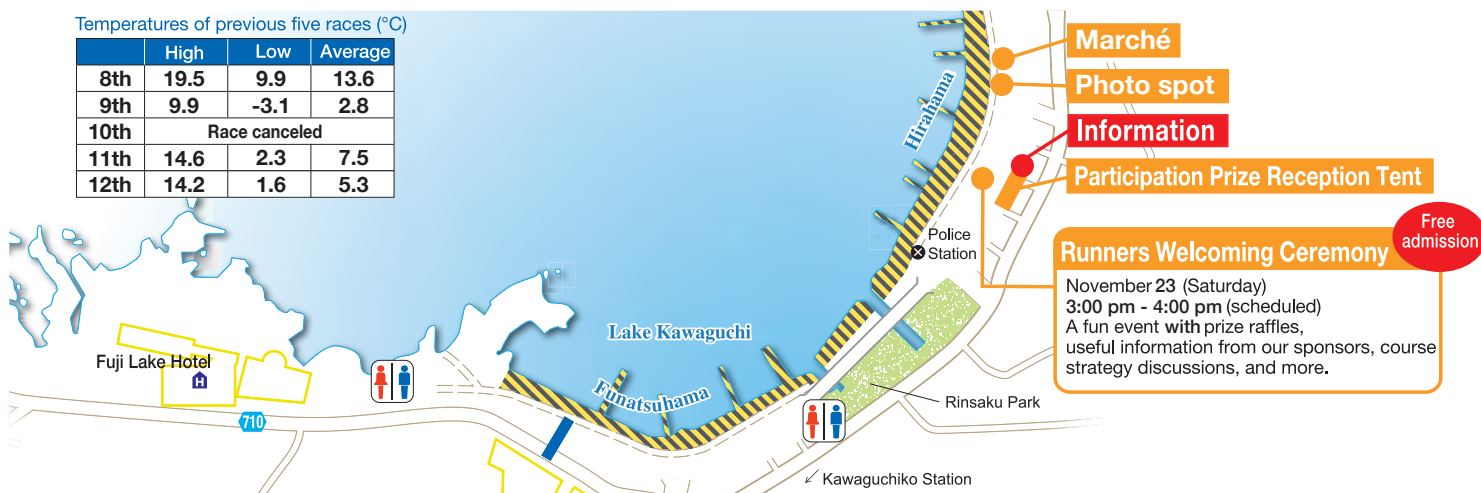 Temperatures of previous five races (°C)
High Low Average
8th 19.5 9.9 13.6
9th 9.9 -3.1 2.8
10th Race canceled
11th 14.6 2.3 7.5
12th 14.2 1.6 5.3
Marché
Photo spot
Information
Participation Prize Reception Tent
Free
admission
Runners Welcoming Ceremony
November 23 (Saturday)
3:00 pm - 4:00 pm (scheduled)
A fun event with prize raffles,
useful information from our sponsors, course
strategy discussions, and more.
Hirahama
Police
Station
Lake Kawaguchi
Funatsuhama
Fuji Lake Hotel
H
710
Rinsaku Park
Kawaguchiko Station